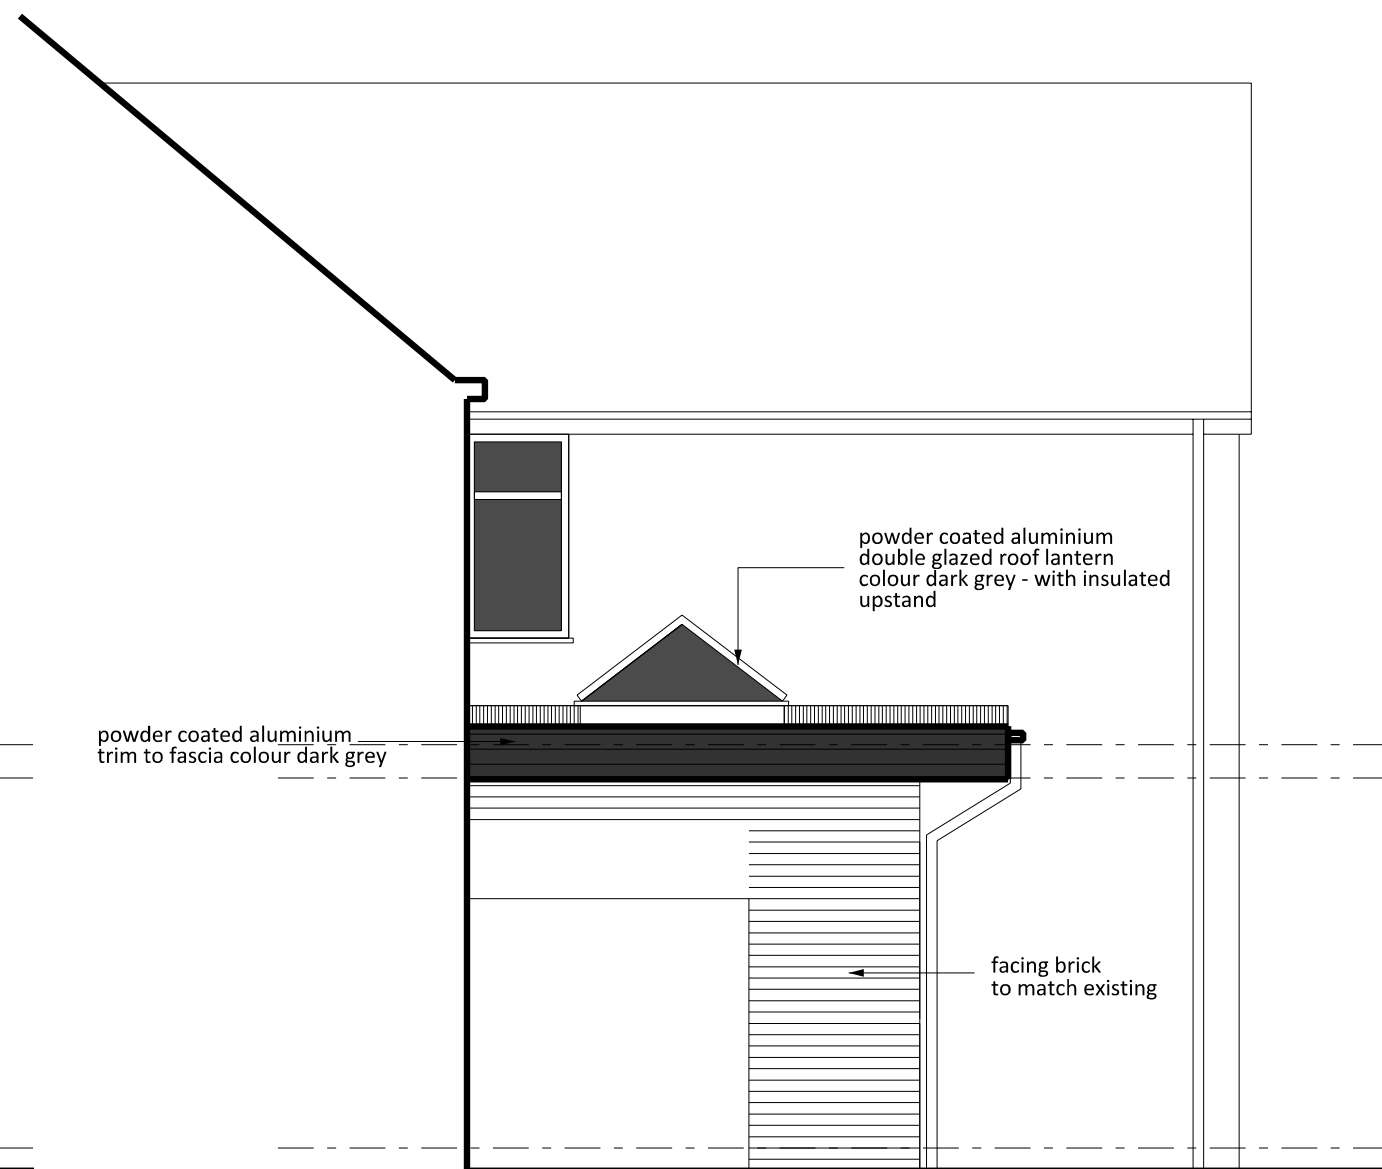 powder coated aluminium
double glazed roof lantern
colour dark grey - with insulated
upstand
powder coated aluminium
trim to fascia colour dark grey
facing brick
to match existing